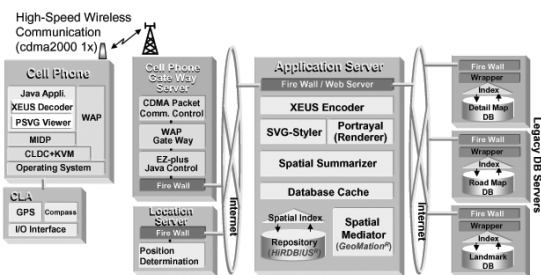 High-Speed Wireless
Communication
(cdma2000 1x)
Cell Phone
Java Appli.
XEUS Decoder
PSVG Viewer
WAP
MIDP
CLDC+KVM
Operating System
CLA
GPS
Compass
I/O Interface
Cell Phone
Gate Way
Server
CDMA Packet
Comm. Control
WAP
Gate Way
EZ-plus
Java Control
Fire Wall
Location
Server
Fire Wall
Position
Determination
Internet
Application Server
Fire Wall / Web Server
XEUS Encoder
SVG-Styler
Portrayal
(Renderer)
Spatial Summarizer
Database Cache
Spatial Index
Repository
(HiRDB/US R)
Spatial
Mediator
(GeoMation R)
Internet
Fire Wall
Wrapper
Index
Detail Map
DB
Fire Wall
Wrapper
Index
Road Map
DB
Fire Wall
Wrapper
Index
Landmark
DB
Legacy DB Servers